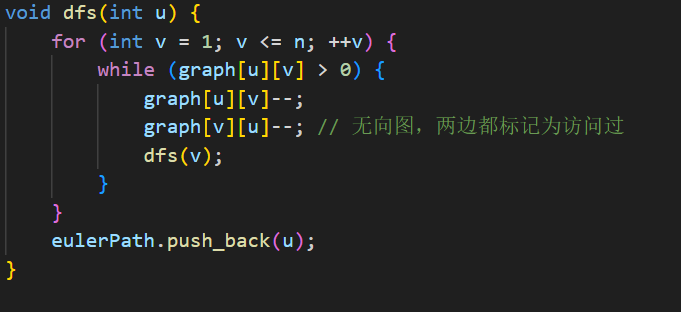 void dfs(int u) {
    for (int v = 1; v <= n; ++v) {
        while (graph[u][v] > 0) {
            graph[u][v]--;
            graph[v][u]--; // 无向图，两边都标记为访问过
            dfs(v);
        }
    }
    eulerPath.push_back(u);
}